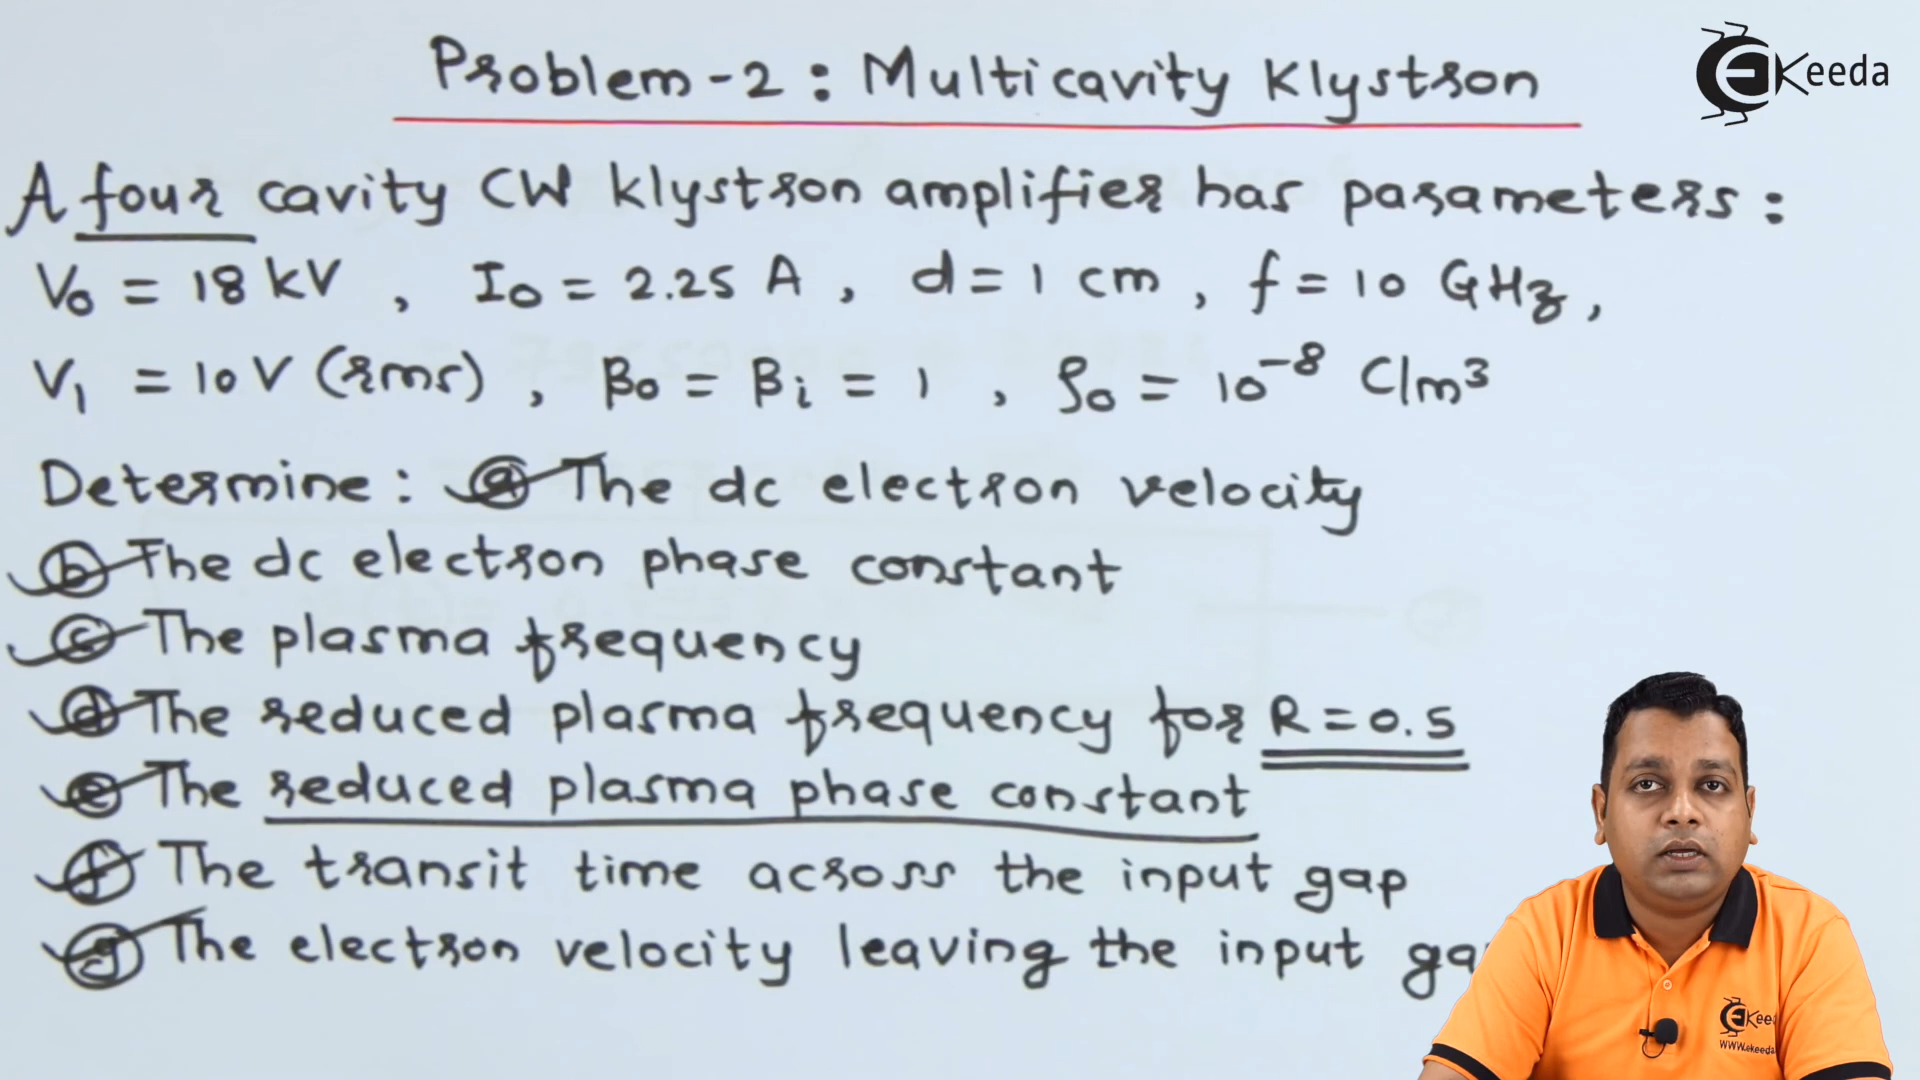 Problem-2 : Multicavity Klystron
EKeeda
A four cavity CW klystron amplifier has parameters :
V₀ = 18 kV , I₀ = 2.25 A , d = 1 cm , f = 10 GHz ,
V₁ = 10 V (rms) , β₀ = βᵢ = 1 , ρ₀ = 10⁻⁸ C/m³
Determine : (a) The dc electron velocity
(b) The dc electron phase constant
(c) The plasma frequency
(d) The reduced plasma frequency for R = 0.5
(e) The reduced plasma phase constant
(f) The transit time across the input gap
(g) The electron velocity leaving the input